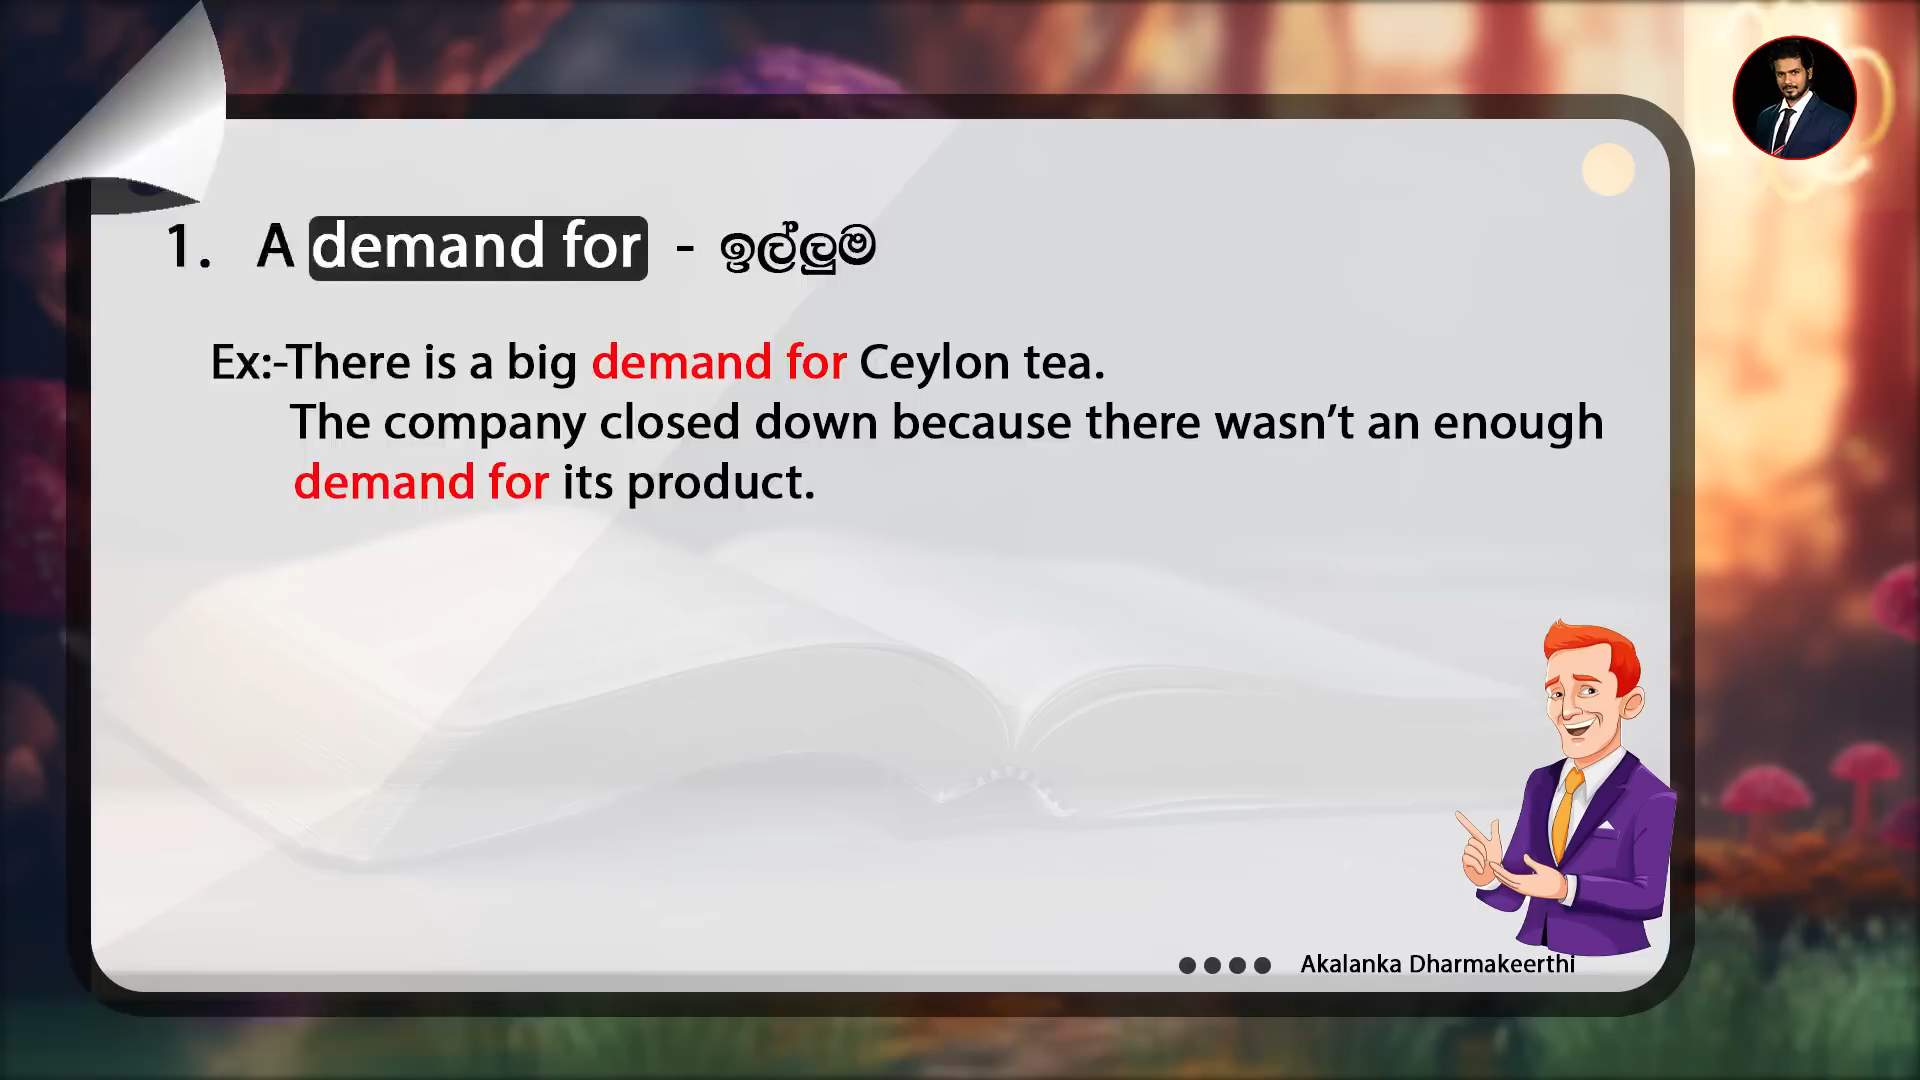 1. A demand for - ඉල්ලුම
Ex:-There is a big demand for Ceylon tea.
The company closed down because there wasn’t an enough
demand for its product.
Akalanka Dharmakeerthi